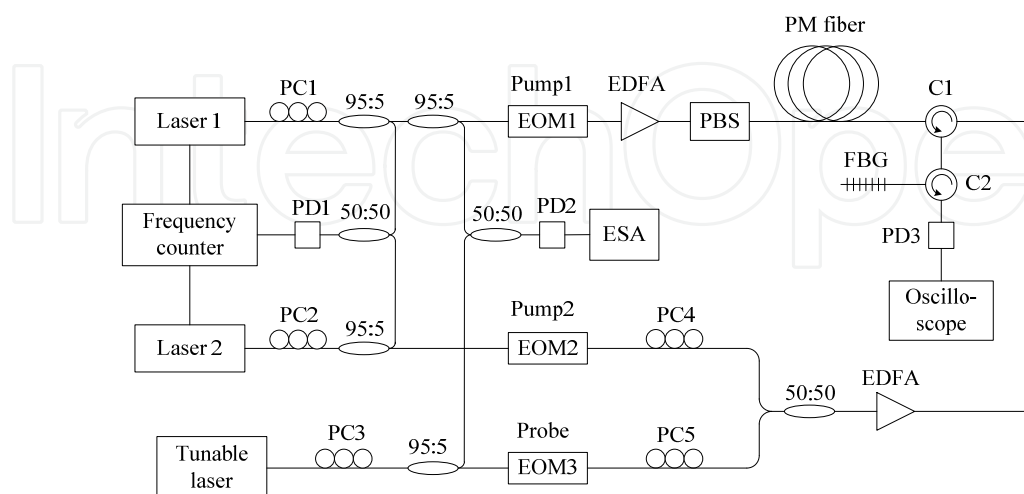 PM fiber
PC1
95:5
95:5
Pump1
EDFA
C1
Laser 1
EOM1
PBS
FBG
C2
Frequency
counter
PD1
50:50
50:50
PD2
ESA
PD3
Oscillo-
scope
PC2
95:5
Pump2
PC4
Laser 2
EOM2
50:50
EDFA
PC3
95:5
Probe
PC5
Tunable
laser
EOM3
IntechOpe